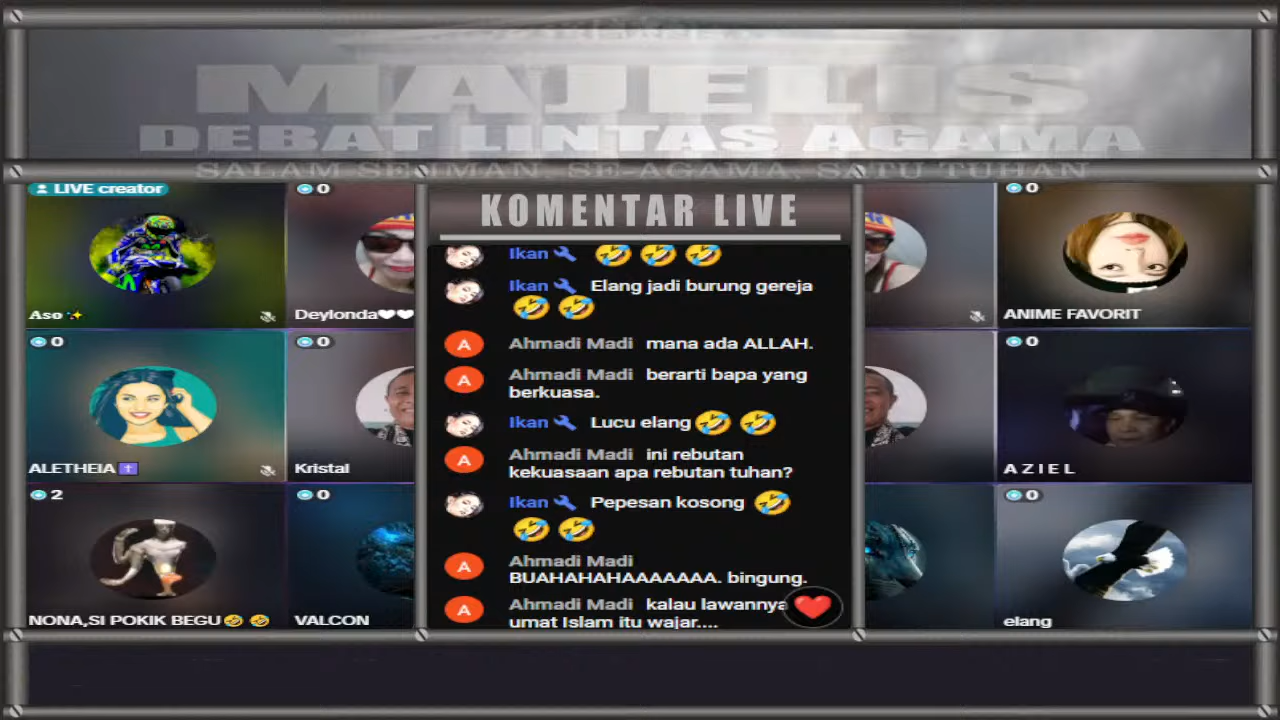 MAJELIS
DEBAT LINTAS AGAMA
SALAM SE-IMAN, SE-AGAMA, SATU TUHAN
LIVE creator
0
0
KOMENTAR LIVE
Aso ✨
Deylonda🤍🤍
ANIME FAVORIT
0
0
0
ALETHEIA ✝️
Kristal
A Z I E L
2
0
0
NONA,SI POKIK BEGU🤣 🤣
VALCON
elang
Ikan 🔧 🤣 🤣 🤣
Ikan 🔧 Elang jadi burung gereja
🤣 🤣
A Ahmadi Madi mana ada ALLAH.
A Ahmadi Madi berarti bapa yang
berkuasa.
Ikan 🔧 Lucu elang 🤣 🤣
A Ahmadi Madi ini rebutan
kekuasaan apa rebutan tuhan?
Ikan 🔧 Pepesan kosong 🤣
🤣 🤣
A Ahmadi Madi
BUAHAHAHAAAAAAA. bingung.
A Ahmadi Madi kalau lawannya
umat Islam itu wajar....